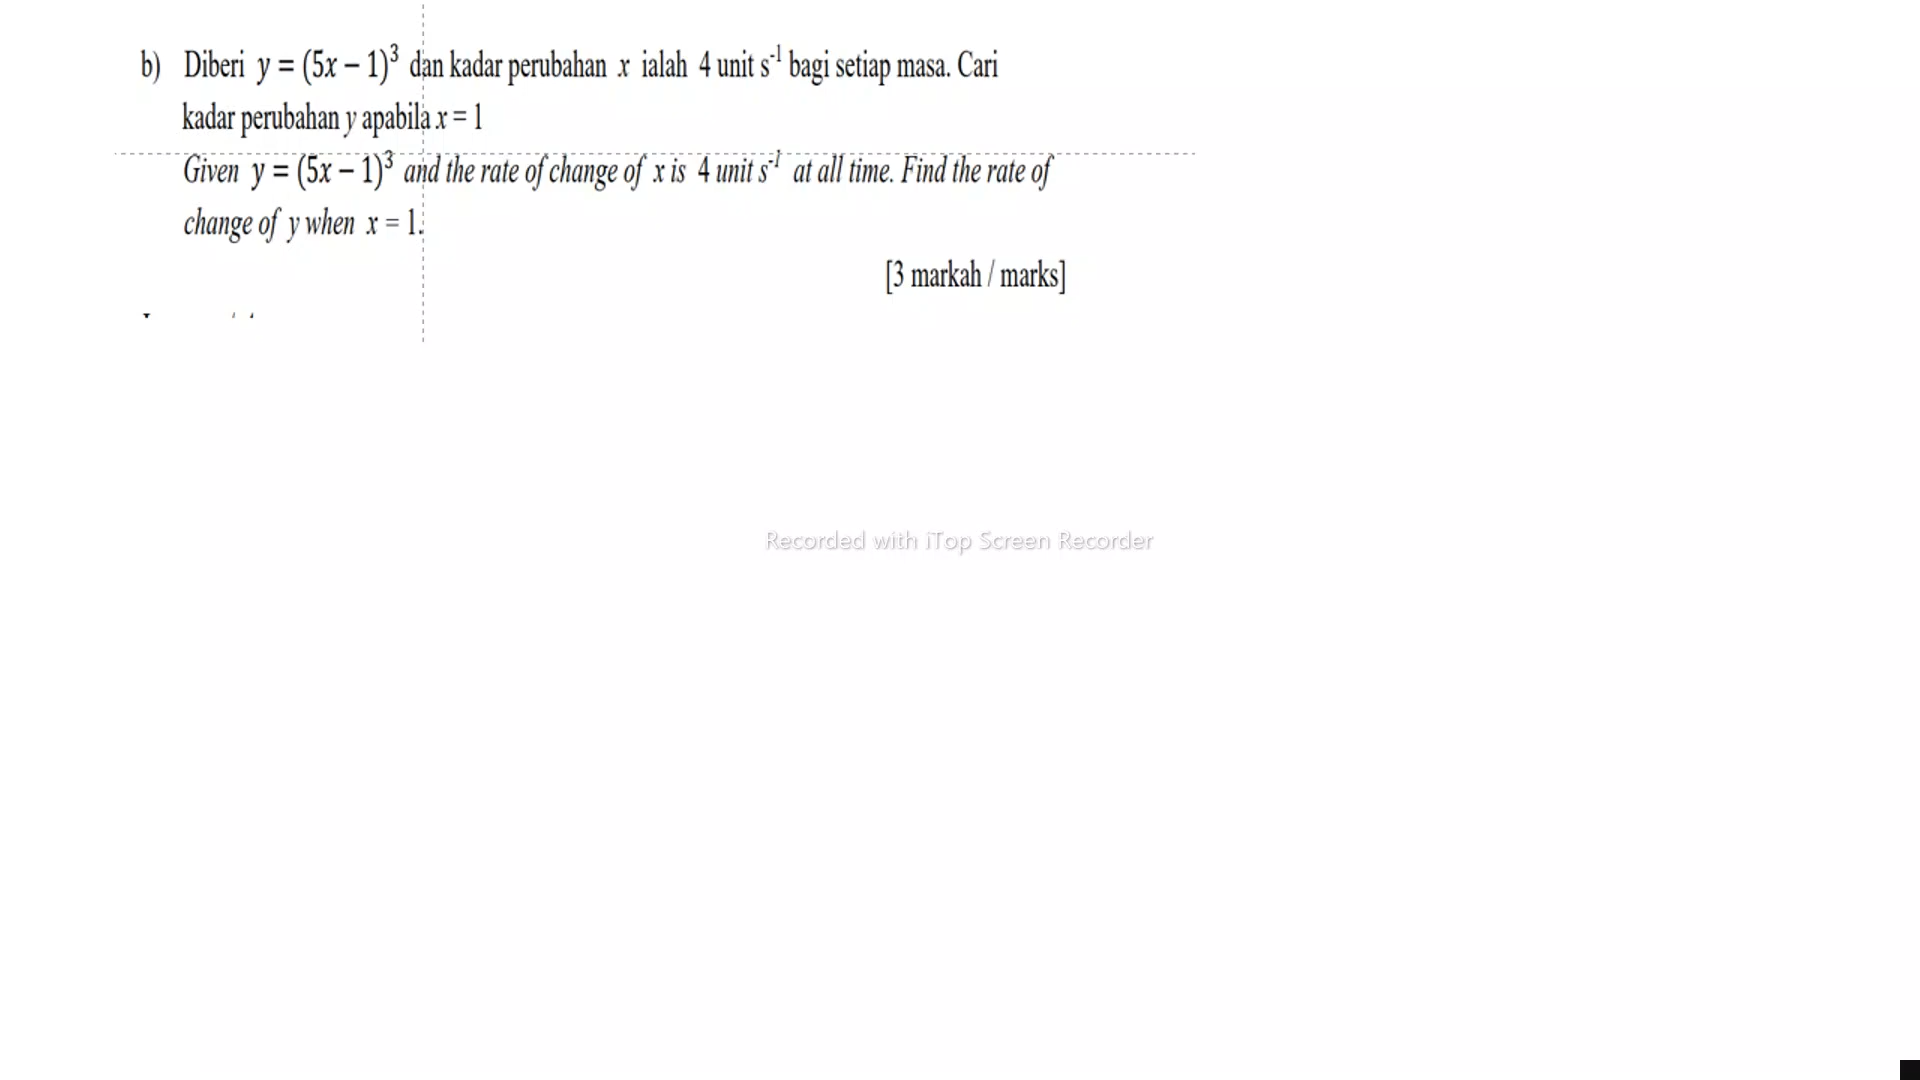 b) Diberi y = (5x − 1)³ dan kadar perubahan x ialah 4 unit s⁻¹ bagi setiap masa. Cari
kadar perubahan y apabila x = 1
Given y = (5x − 1)³ and the rate of change of x is 4 unit s⁻¹ at all time. Find the rate of
change of y when x = 1.
[3 markah / marks]
Recorded with iTop Screen Recorder